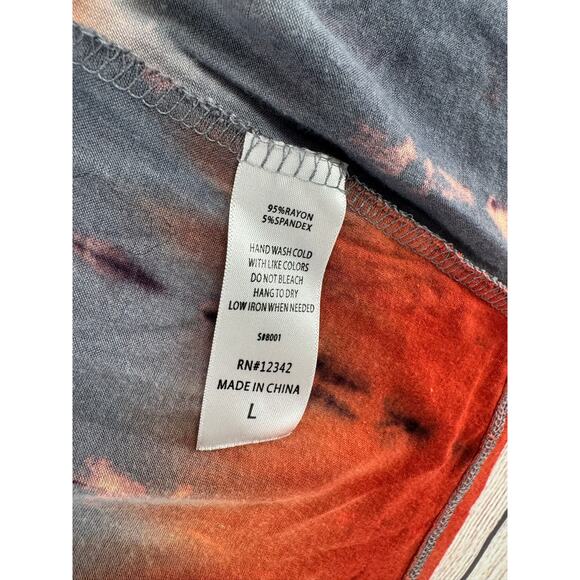 95%RAYON
5%SPANDEX
HAND WASH COLD
WITH LIKE COLORS
DO NOT BLEACH
HANG TO DRY
LOW IRON WHEN NEEDED
S#8001
RN#12342
MADE IN CHINA
L